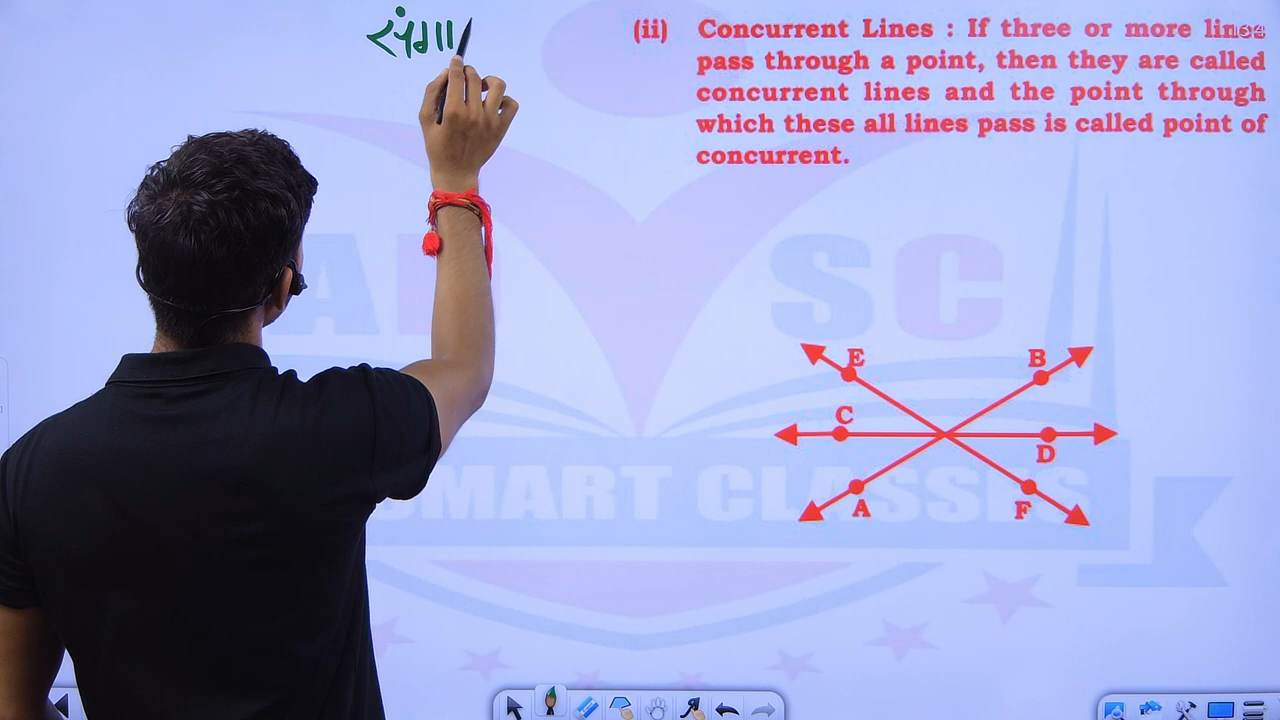 (ii) Concurrent Lines : If three or more lines
pass through a point, then they are called
concurrent lines and the point through
which these all lines pass is called point of
concurrent.
SC
E
B
C
D
A
F
SMART CLASSES